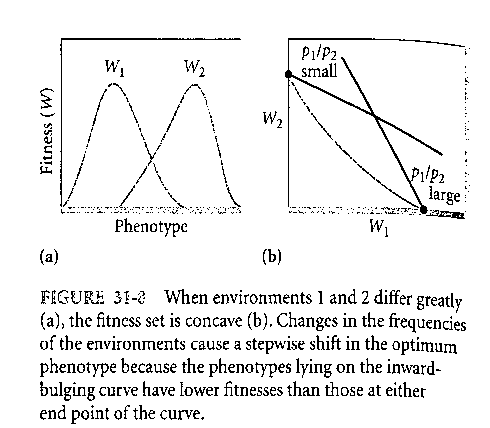 W1 W2
Fitness (W)
Phenotype
(a)
p1/p2
small
W2
p1/p2
large
W1
(b)
FIGURE 31-8 When environments 1 and 2 differ greatly
(a), the fitness set is concave (b). Changes in the frequencies
of the environments cause a stepwise shift in the optimum
phenotype because the phenotypes lying on the inward-
bulging curve have lower fitnesses than those at either
end point of the curve.